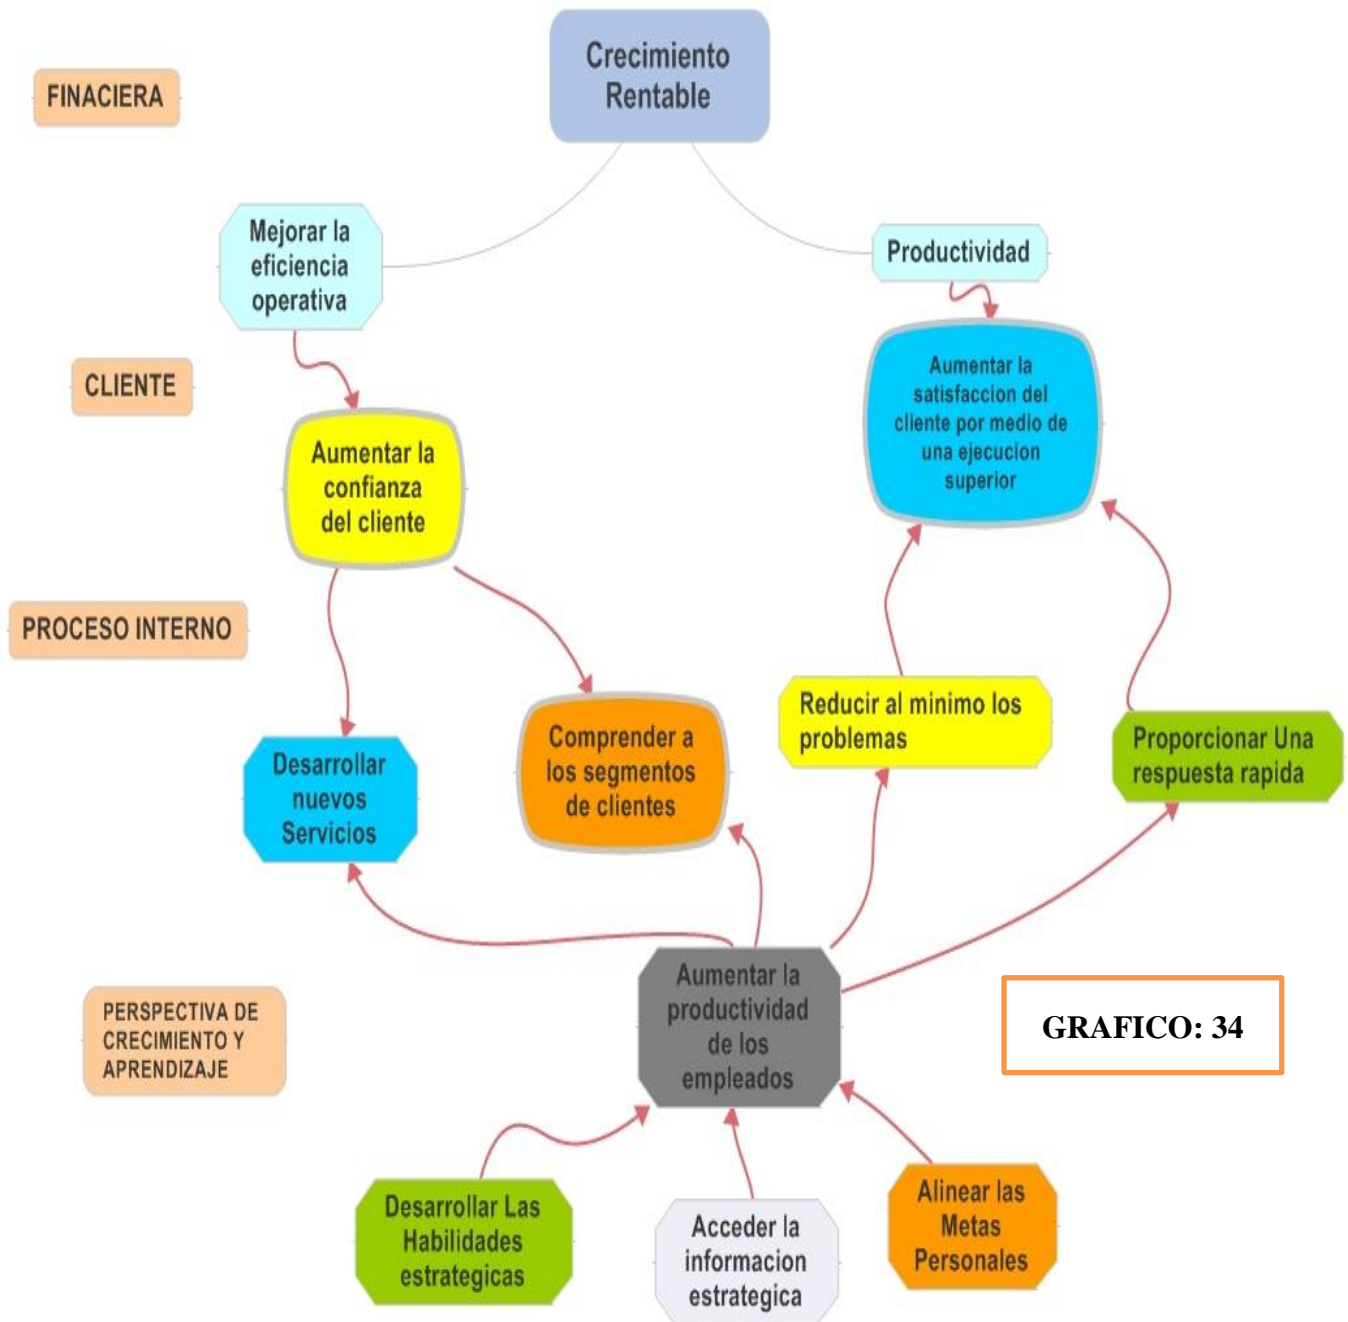 Crecimiento
Rentable
FINACIERA
Mejorar la
eficiencia
operativa
Productividad
CLIENTE
Aumentar la
satisfaccion del
cliente por medio de
una ejecucion
superior
Aumentar la
confianza
del cliente
PROCESO INTERNO
Desarrollar
nuevos
Servicios
Comprender a
los segmentos
de clientes
Reducir al minimo los
problemas
Proporcionar Una
respuesta rapida
PERSPECTIVA DE
CRECIMIENTO Y
APRENDIZAJE
Aumentar la
productividad
de los
empleados
GRAFICO: 34
Desarrollar Las
Habilidades
estrategicas
Acceder la
informacion
estrategica
Alinear las
Metas
Personales